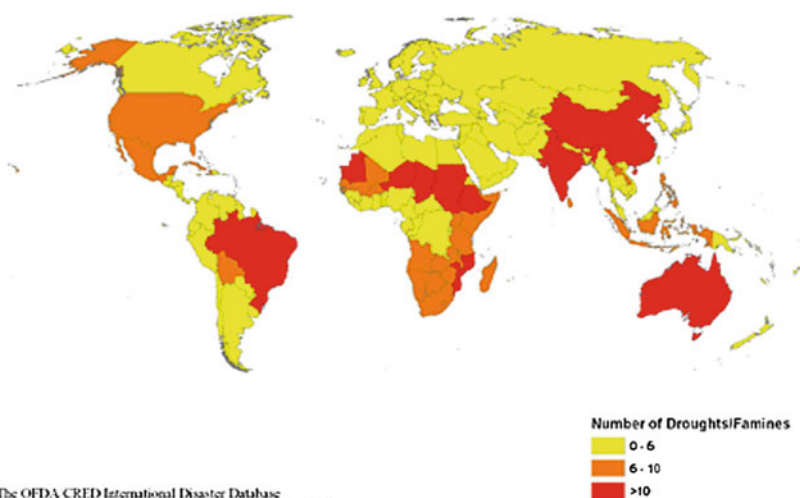 Number of Droughts/Famines
0 - 6
6 - 10
>10
The OFDA CRED International Disaster Database